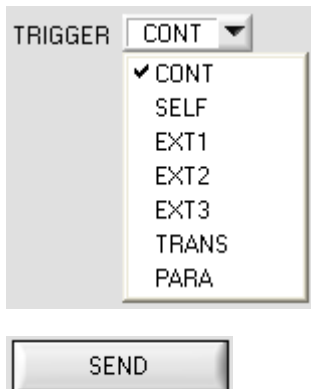 TRIGGER CONT
CONT
SELF
EXT1
EXT2
EXT3
TRANS
PARA
SEND